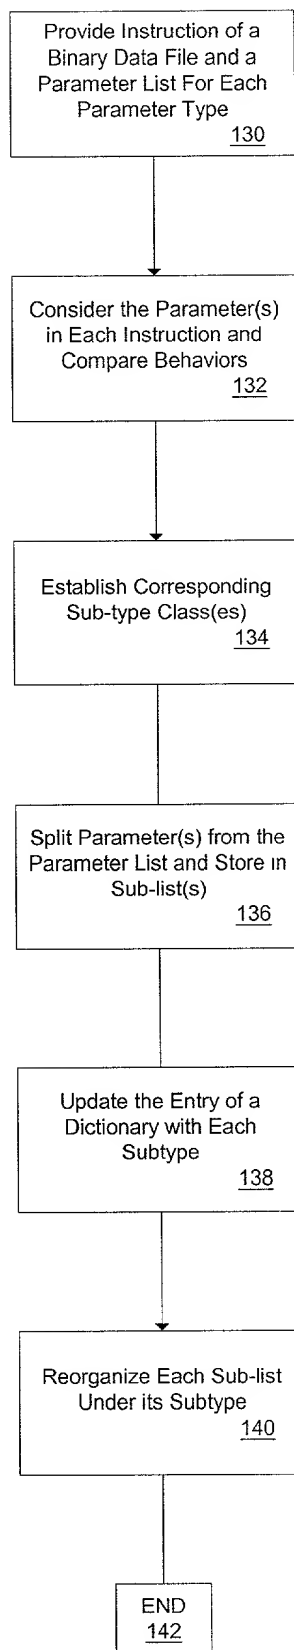 Provide Instruction of a
Binary Data File and a
Parameter List For Each
Parameter Type
130
Consider the Parameter(s)
in Each Instruction and
Compare Behaviors
132
Establish Corresponding
Sub-type Class(es)
134
Split Parameter(s) from the
Parameter List and Store in
Sub-list(s)
136
Update the Entry of a
Dictionary with Each
Subtype
138
Reorganize Each Sub-list
Under its Subtype
140
END
142